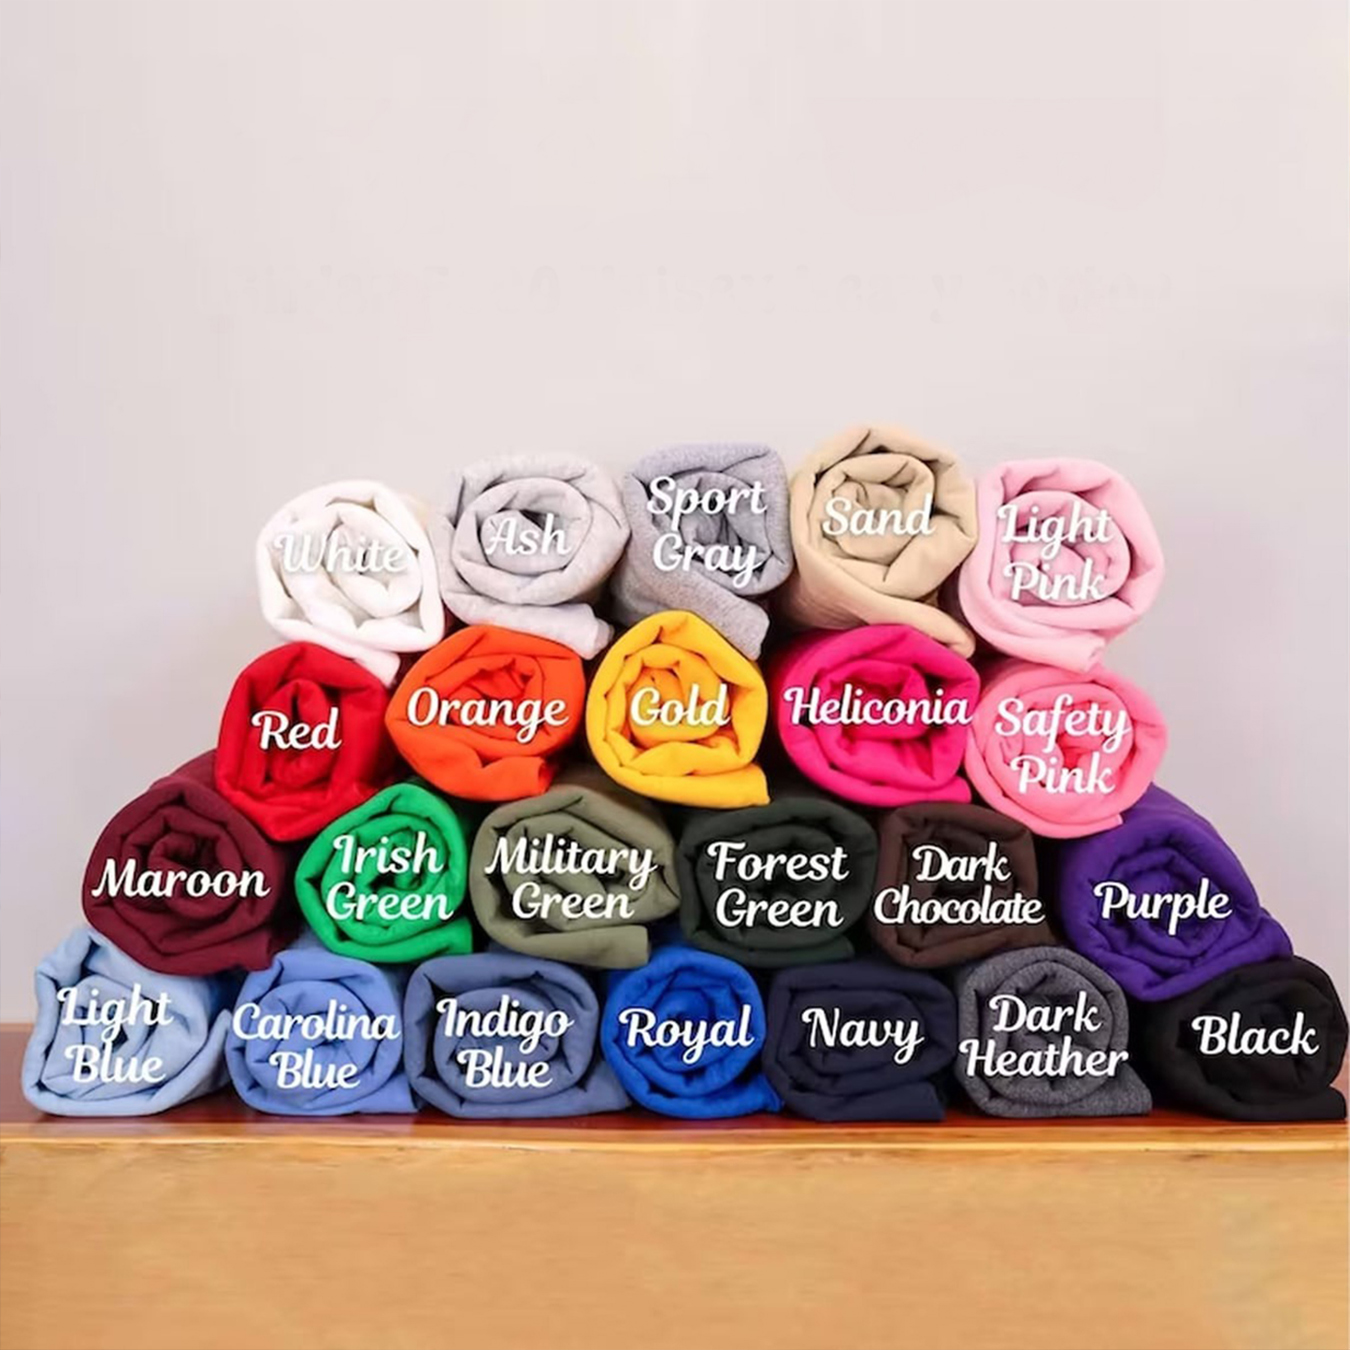 White
Ash
Sport
Gray
Sand
Light
Pink
Red
Orange
Gold
Heliconia
Safety
Pink
Maroon
Irish
Green
Military
Green
Forest
Green
Dark
Chocolate
Purple
Light
Blue
Carolina
Blue
Indigo
Blue
Royal
Navy
Dark
Heather
Black